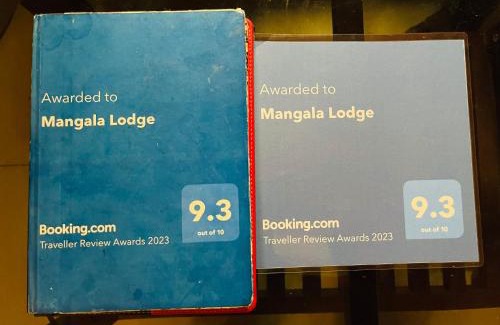 Awarded to
Mangala Lodge
9.3
out of 10
Booking.com
Traveller Review Awards 2023
Awarded to
Mangala Lodge
9.3
out of 10
Booking.com
Traveller Review Awards 2023